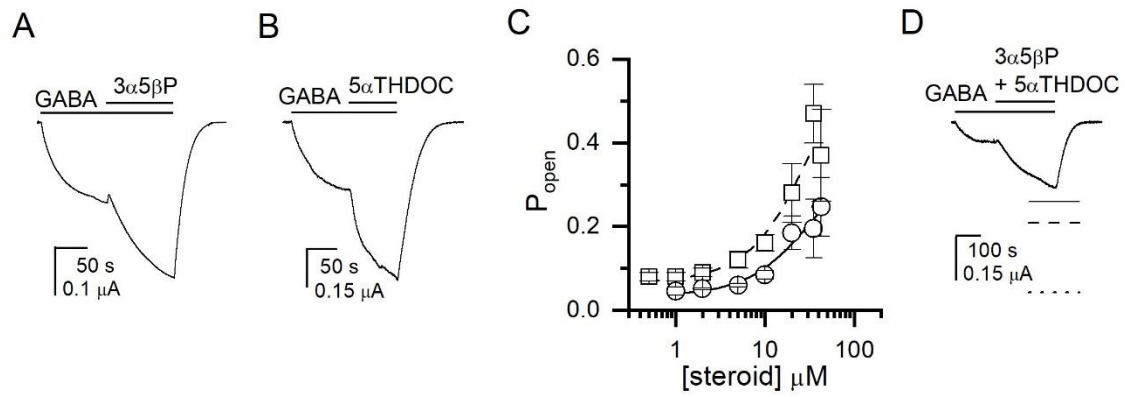 A
3α5βP
GABA
50 s
0.1 μA
B
GABA 5αTHDOC
50 s
0.15 μA
C
0.6
0.4
0.2
0.0
Popen
1 10 100
[steroid] μM
D
3α5βP
GABA + 5αTHDOC
100 s
0.15 μA